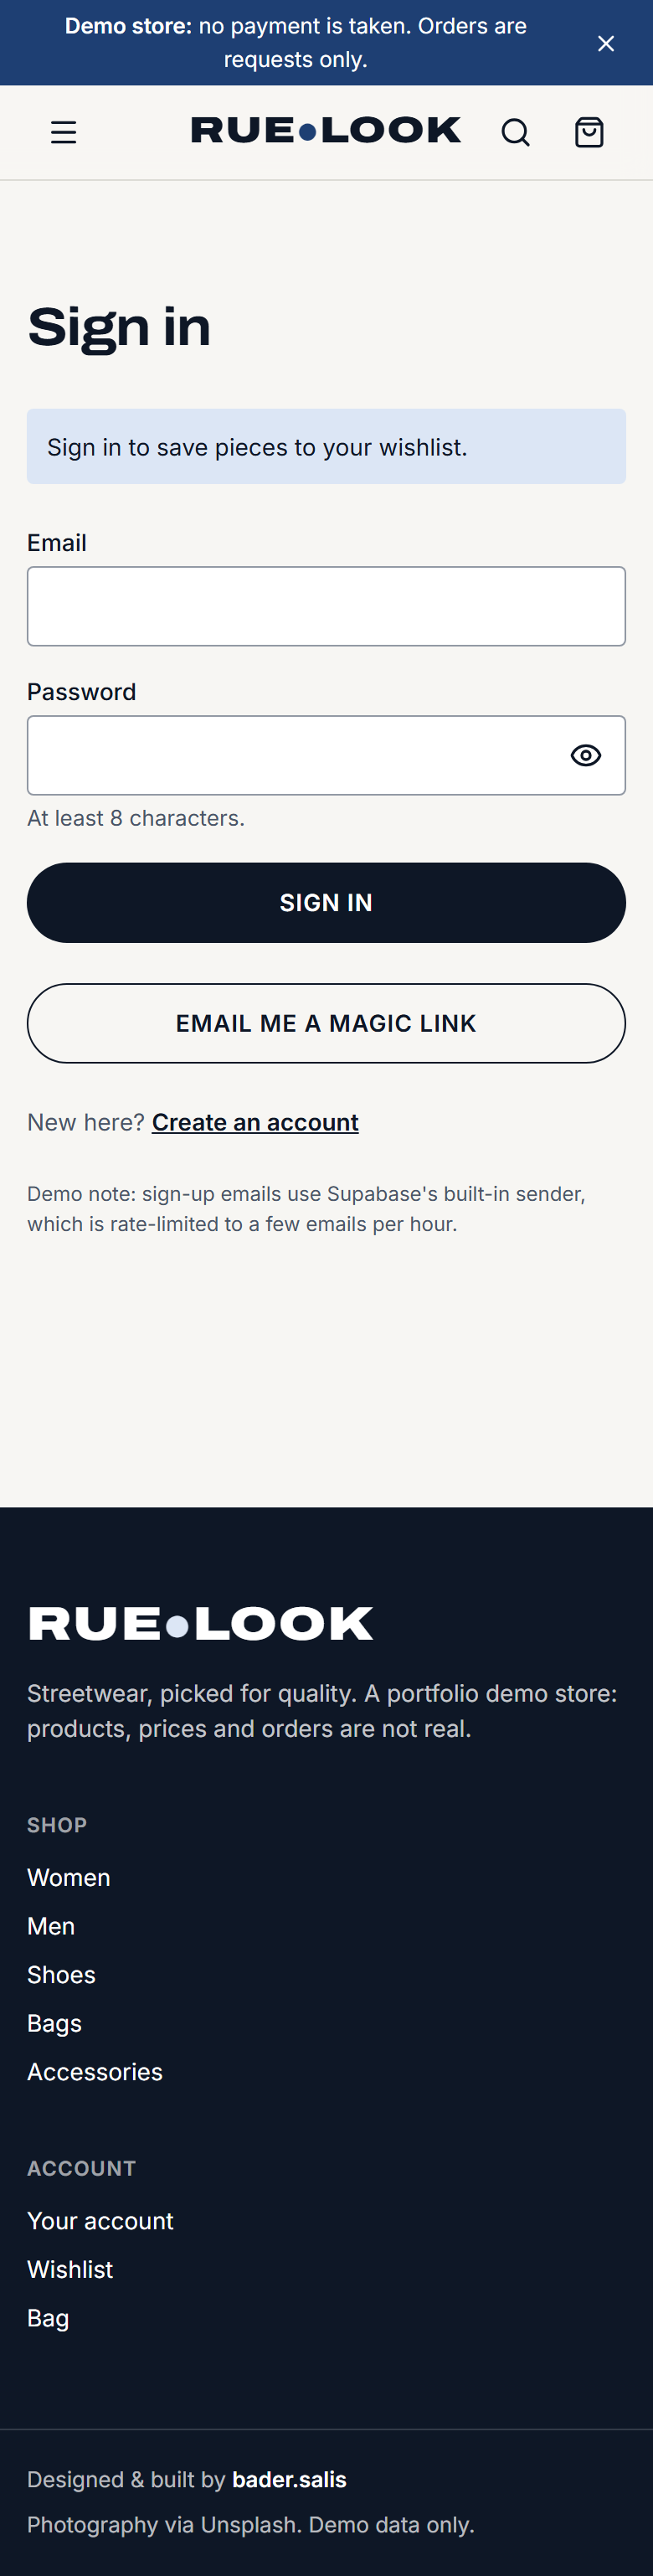 Demo store: no payment is taken. Orders are
requests only.
RUE●LOOK
Sign in
Sign in to save pieces to your wishlist.
Email
Password
At least 8 characters.
SIGN IN
EMAIL ME A MAGIC LINK
New here? Create an account
Demo note: sign-up emails use Supabase's built-in sender,
which is rate-limited to a few emails per hour.
RUE●LOOK
Streetwear, picked for quality. A portfolio demo store:
products, prices and orders are not real.
SHOP
Women
Men
Shoes
Bags
Accessories
ACCOUNT
Your account
Wishlist
Bag
Designed & built by bader.salis
Photography via Unsplash. Demo data only.